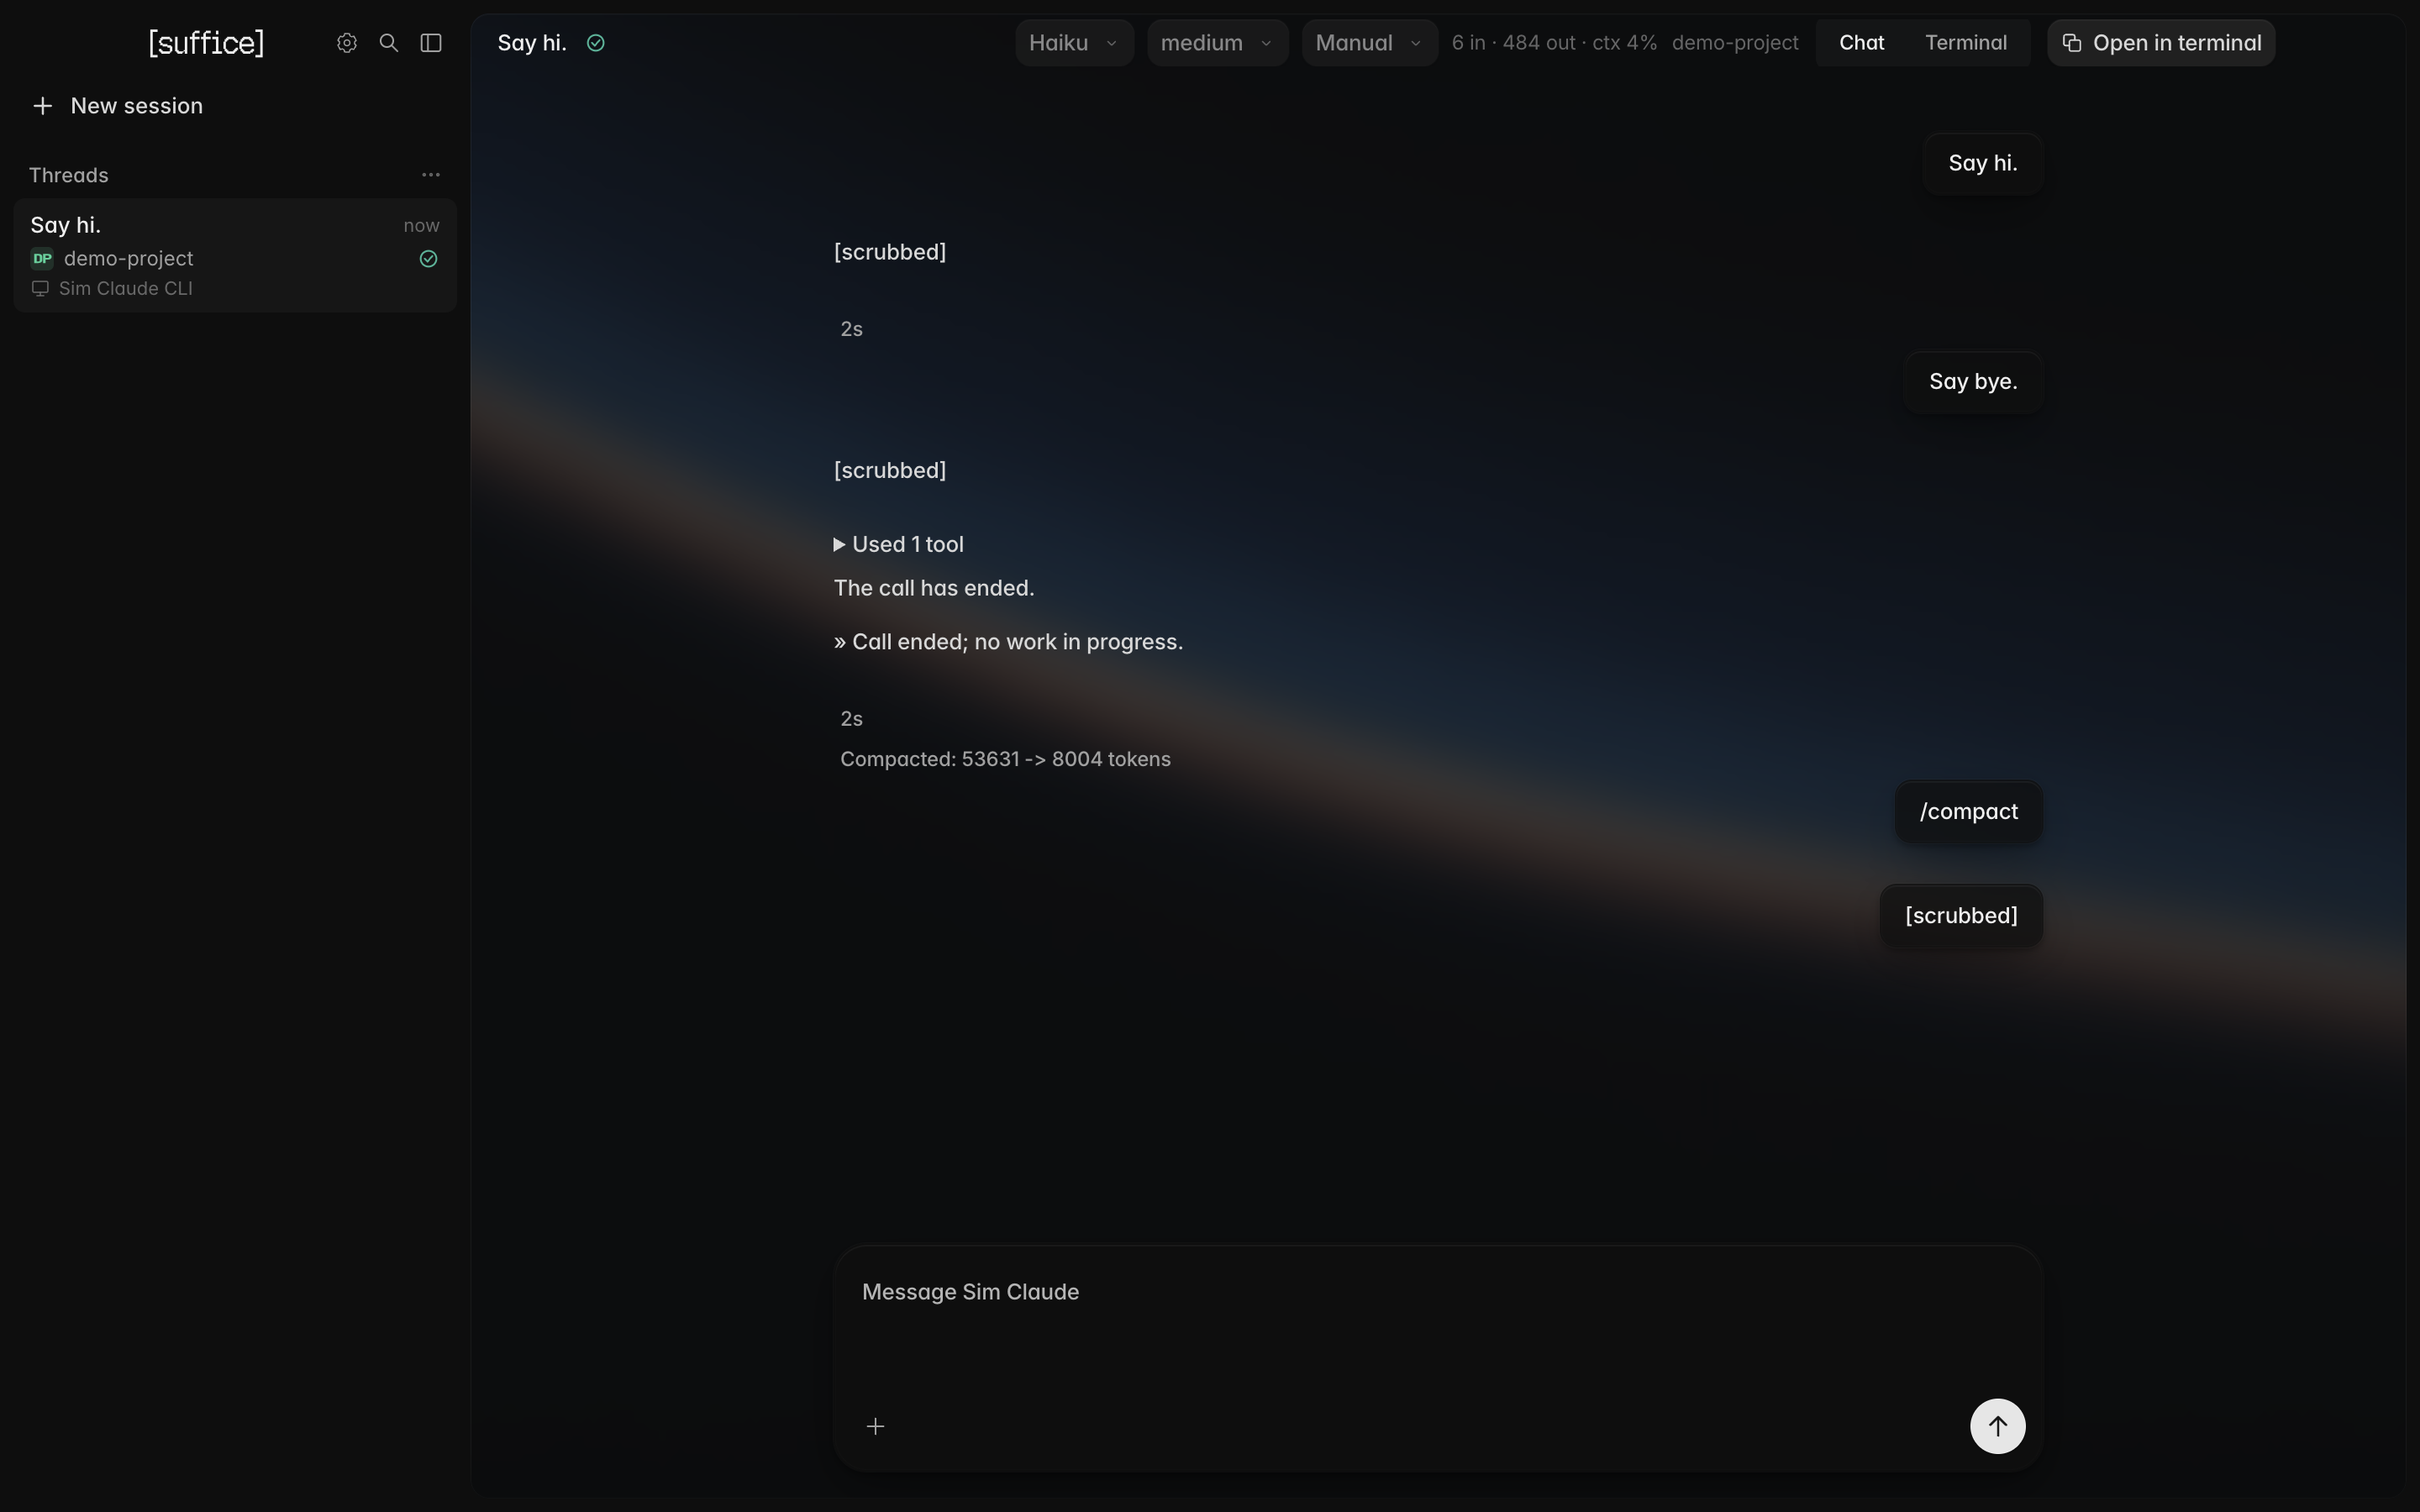 [suffice]
New session
Threads
Say hi.
now
DP demo-project
Sim Claude CLI
Say hi.
Haiku
medium
Manual
6 in · 484 out · ctx 4%
demo-project
Chat
Terminal
Open in terminal
Say hi.
[scrubbed]
2s
Say bye.
[scrubbed]
Used 1 tool
The call has ended.
» Call ended; no work in progress.
2s
Compacted: 53631 -> 8004 tokens
/compact
[scrubbed]
Message Sim Claude